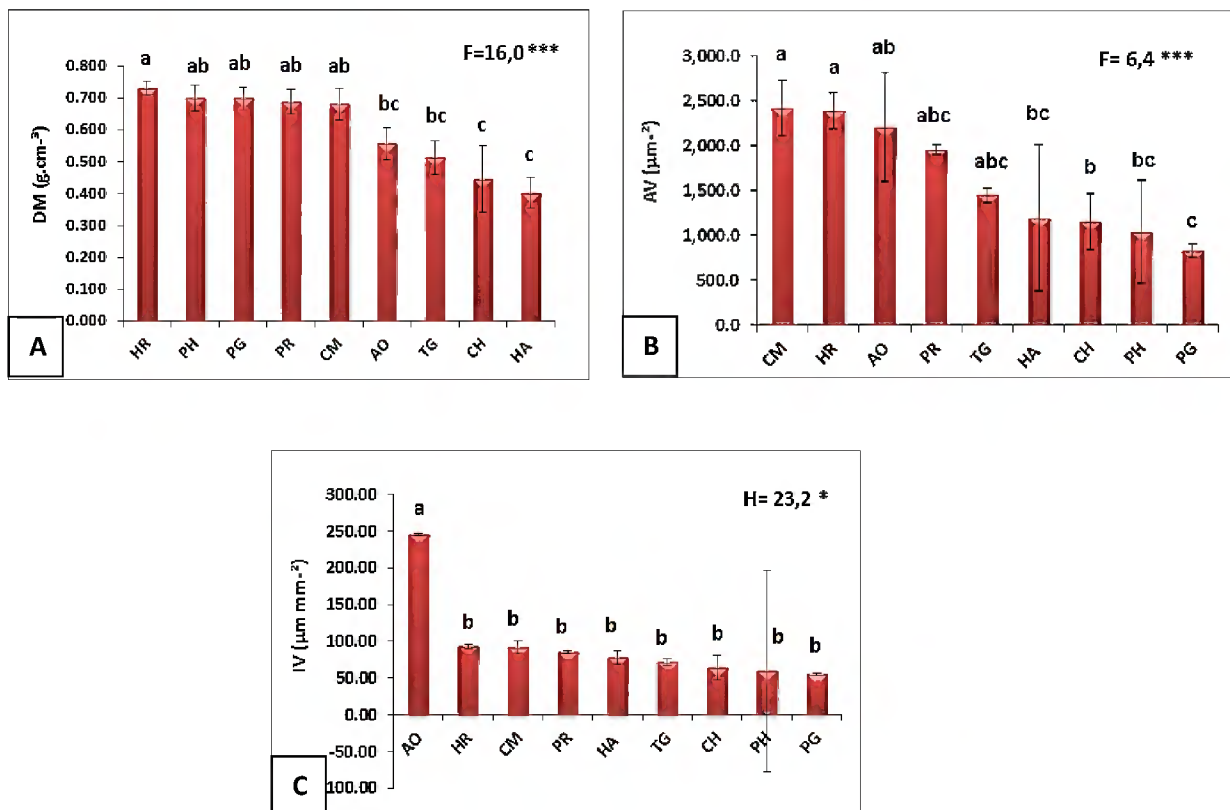 F=16,0 ***
DM (g.cm-³)
0.800
0.700
0.600
0.500
0.400
0.300
0.200
0.100
0.000
a ab ab ab ab bc bc c c
HR PH PG PR CM AO TG CH HA
A
F= 6,4 ***
AV (µm-²)
3,000.0
2,500.0
2,000.0
1,500.0
1,000.0
500.0
0.0
a a ab abc abc bc b bc c
CM HR AO PR TG HA CH PH PG
B
H= 23,2 *
IV (µm mm-²)
300.00
250.00
200.00
150.00
100.00
50.00
0.00
-50.00
100.00
a b b b b b b b b
AO HR CM PR HA TG CH PH PG
C